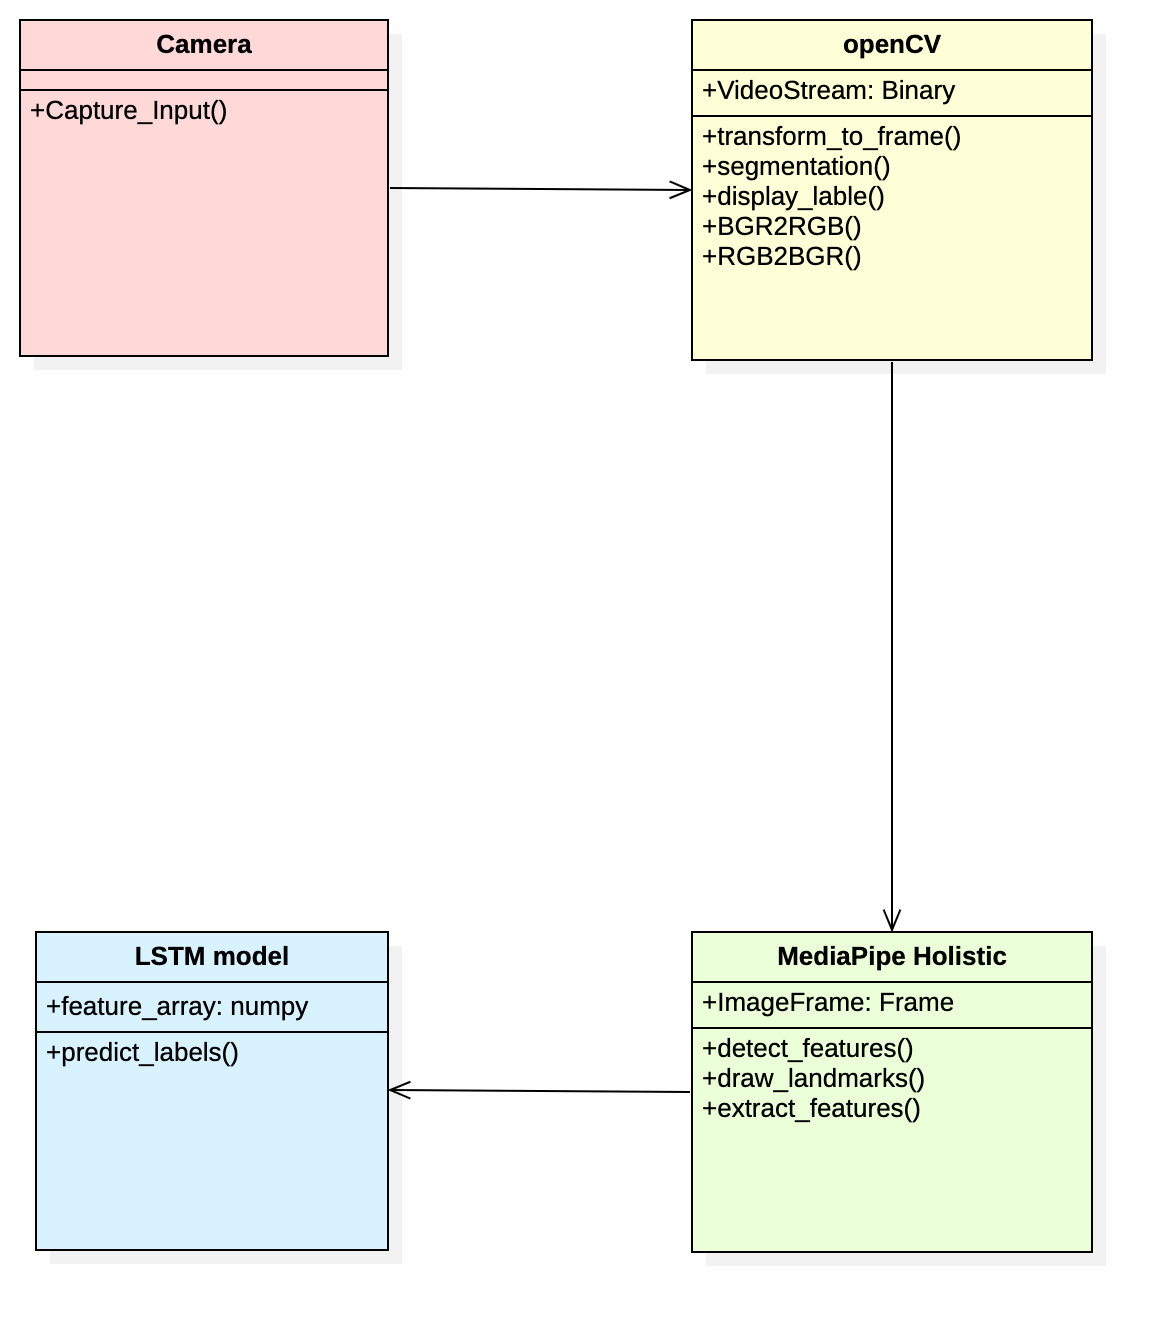 Camera
+Capture_Input()
openCV
+VideoStream: Binary
+transform_to_frame()
+segmentation()
+display_lable()
+BGR2RGB()
+RGB2BGR()
LSTM model
+feature_array: numpy
+predict_labels()
MediaPipe Holistic
+ImageFrame: Frame
+detect_features()
+draw_landmarks()
+extract_features()